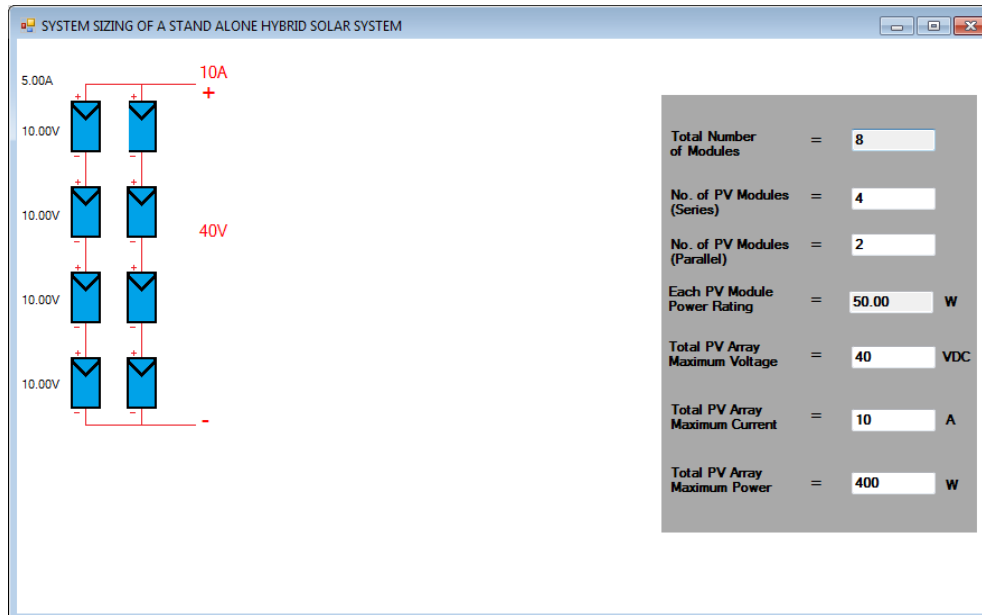 SYSTEM SIZING OF A STAND ALONE HYBRID SOLAR SYSTEM
10A
5.00A
+
+ +
10.00V
- -
+ +
10.00V
40V
- -
+ +
10.00V
- -
+ +
10.00V
- -
-
Total Number
of Modules = 8
No. of PV Modules
(Series) = 4
No. of PV Modules
(Parallel) = 2
Each PV Module
Power Rating = 50.00 W
Total PV Array
Maximum Voltage = 40 VDC
Total PV Array
Maximum Current = 10 A
Total PV Array
Maximum Power = 400 W